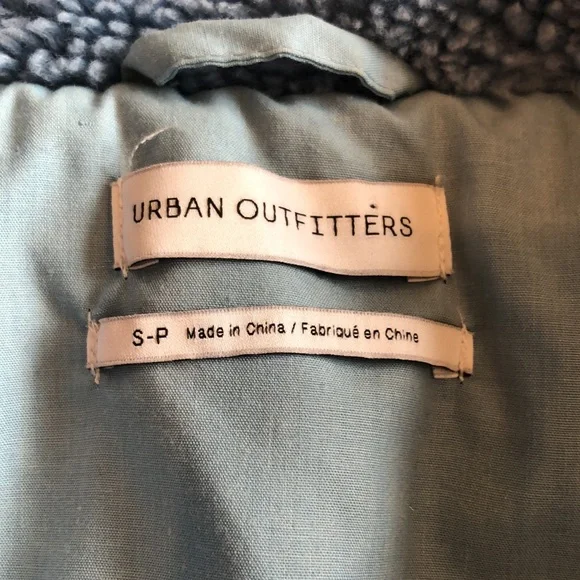 URBAN OUTFITTERS
S-P Made in China / Fabriqué en Chine